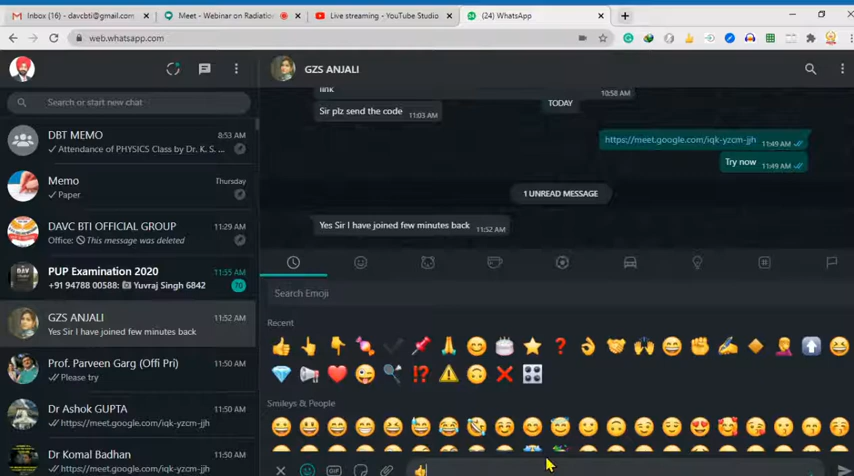 Inbox (16) - davcbti@gmail.com
Meet - Webinar on Radiation
Live streaming - YouTube Studio
(24) WhatsApp
web.whatsapp.com
GZS ANJALI
Search or start new chat
DBT MEMO
8:53 AM
Attendance of PHYSICS Class by Dr. K. S. ...
Memo
Thursday
Paper
DAVC BTI OFFICIAL GROUP
11:29 AM
Office: This message was deleted
PUP Examination 2020
11:55 AM
+91 94788 00588: Yuvraj Singh 6842
70
GZS ANJALI
11:52 AM
Yes Sir I have joined few minutes back
Prof. Parveen Garg (Offi Pri)
11:50 AM
Please try
Dr Ashok GUPTA
11:50 AM
https://meet.google.com/iqk-yzcm-jjh
Dr Komal Badhan
11:50 AM
https://meet.google.com/iqk-yzcm-jjh
link
10:58 AM
Sir plz send the code
11:03 AM
TODAY
https://meet.google.com/iqk-yzcm-jjh
11:49 AM
Try now
11:49 AM
1 UNREAD MESSAGE
Yes Sir I have joined few minutes back
11:52 AM
Search Emoji
Recent
Smileys & People
GIF